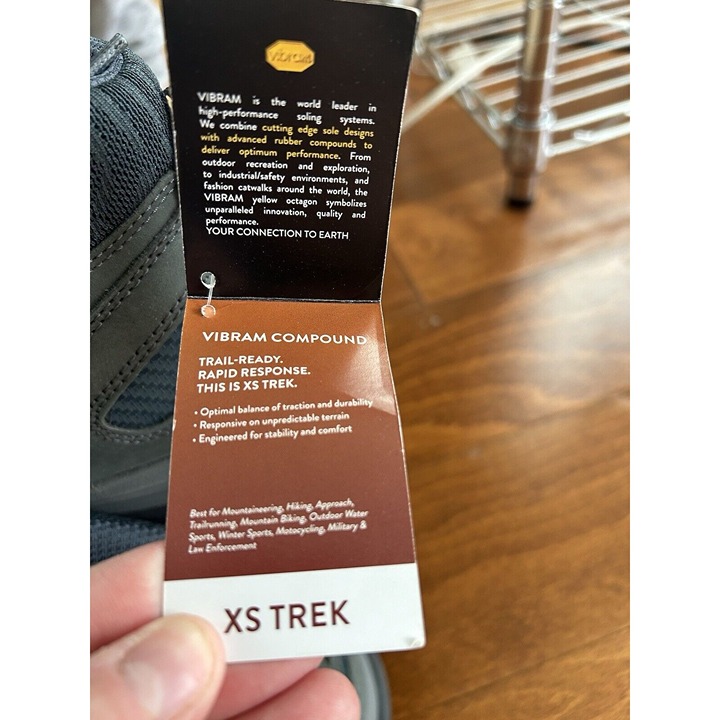 vibram
VIBRAM is the world leader in
high-performance soling systems.
We combine cutting edge sole designs
with advanced rubber compounds to
deliver optimum performance. From
outdoor recreation and exploration,
to industrial/safety environments, and
fashion catwalks around the world, the
VIBRAM yellow octagon symbolizes
unparalleled innovation, quality and
performance.
YOUR CONNECTION TO EARTH
VIBRAM COMPOUND
TRAIL-READY.
RAPID RESPONSE.
THIS IS XS TREK.
• Optimal balance of traction and durability
• Responsive on unpredictable terrain
• Engineered for stability and comfort
Best for Mountaineering, Hiking, Approach,
Trailrunning, Mountain Biking, Outdoor Water
Sports, Winter Sports, Motocycling, Military &
Law Enforcement
XS TREK